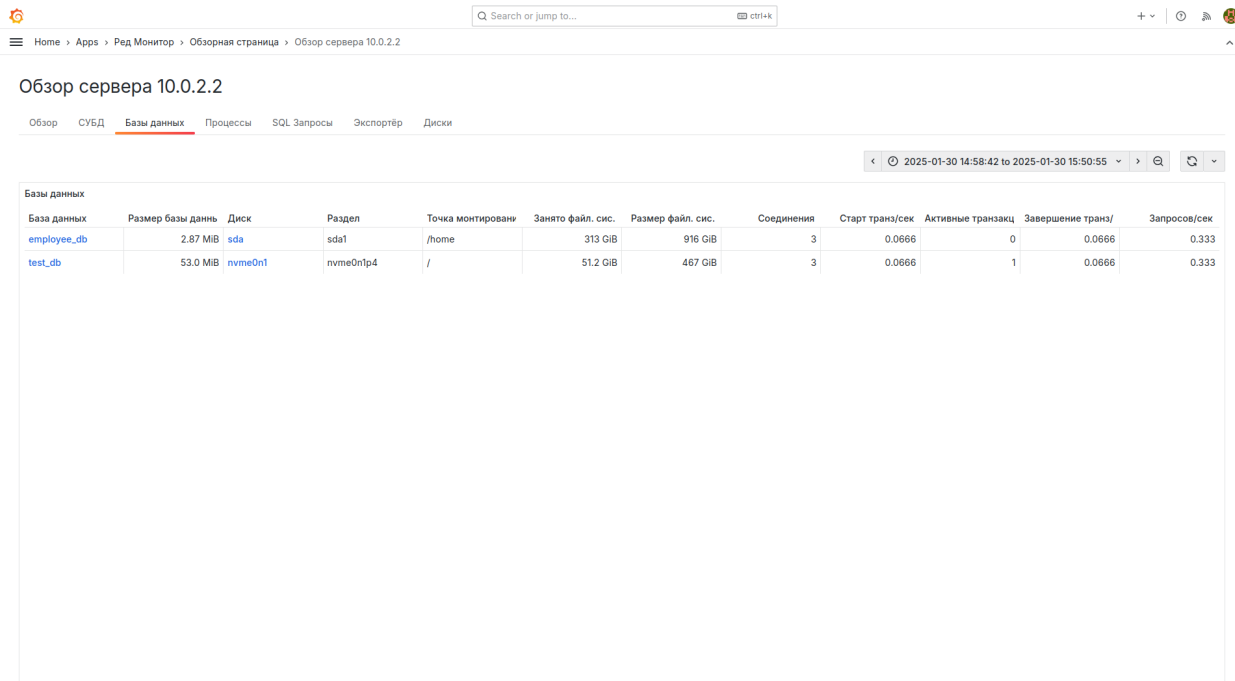 Search or jump to... ctrl+k
Home › Apps › Ред Монитор › Обзорная страница › Обзор сервера 10.0.2.2
Обзор сервера 10.0.2.2
Обзор СУБД Базы данных Процессы SQL Запросы Экспортёр Диски
2025-01-30 14:58:42 to 2025-01-30 15:50:55
Базы данных
База данных Размер базы даннь Диск Раздел Точка монтировани Занято файл. сис. Размер файл. сис. Соединения Старт транз/сек Активные транзакц Завершение транз/ Запросов/сек
employee_db 2.87 MiB sda sda1 /home 313 GiB 916 GiB 3 0.0666 0 0.0666 0.333
test_db 53.0 MiB nvme0n1 nvme0n1p4 / 51.2 GiB 467 GiB 3 0.0666 1 0.0666 0.333